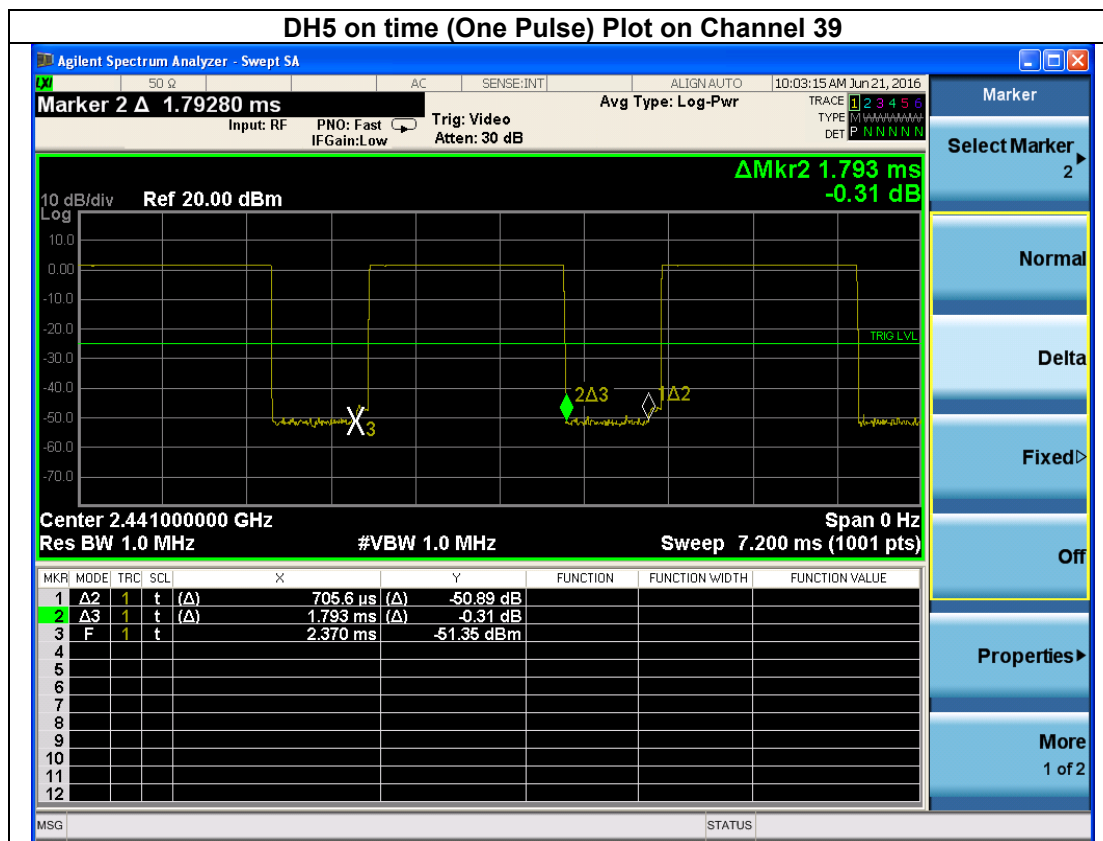 DH5 on time (One Pulse) Plot on Channel 39
Agilent Spectrum Analyzer - Swept SA
LXI 50 Ω AC SENSE:INT ALIGN AUTO 10:03:15 AM Jun 21, 2016
Marker 2 Δ 1.79280 ms
Input: RF PNO: Fast Trig: Video Avg Type: Log-Pwr TRACE 1 2 3 4 5 6
IFGain:Low Atten: 30 dB TYPE M WWWWW
DET P N N N N N
ΔMkr2 1.793 ms
-0.31 dB
10 dB/div Ref 20.00 dBm
Log
10.0
0.00
-10.0
-20.0
TRIG LVL
-30.0
-40.0
2Δ3 1Δ2
-50.0
3
-60.0
-70.0
Center 2.441000000 GHz Span 0 Hz
Res BW 1.0 MHz #VBW 1.0 MHz Sweep 7.200 ms (1001 pts)
MKR MODE TRC SCL X Y FUNCTION FUNCTION WIDTH FUNCTION VALUE
1 Δ2 1 t (Δ) 705.6 µs (Δ) -50.89 dB
2 Δ3 1 t (Δ) 1.793 ms (Δ) -0.31 dB
3 F 1 t 2.370 ms -51.35 dBm
4
5
6
7
8
9
10
11
12
MSG STATUS
Marker
Select Marker
2
Normal
Delta
Fixed
Off
Properties
More
1 of 2